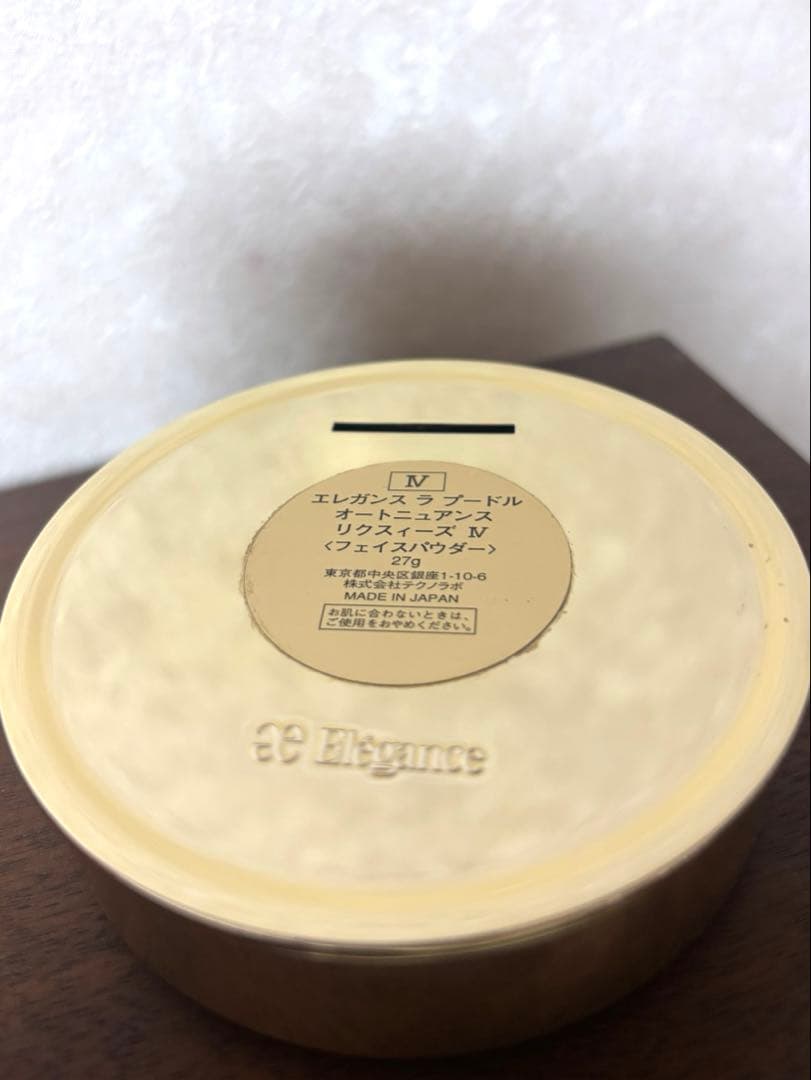 Ⅳ
エレガンス ラ プードル
オートニュアンス
リクスィーズ Ⅳ
〈フェイスパウダー〉
27g
東京都中央区銀座1-10-6
株式会社テクノラボ
MADE IN JAPAN
お肌に合わないときは、
ご使用をおやめください。
æ Elégance